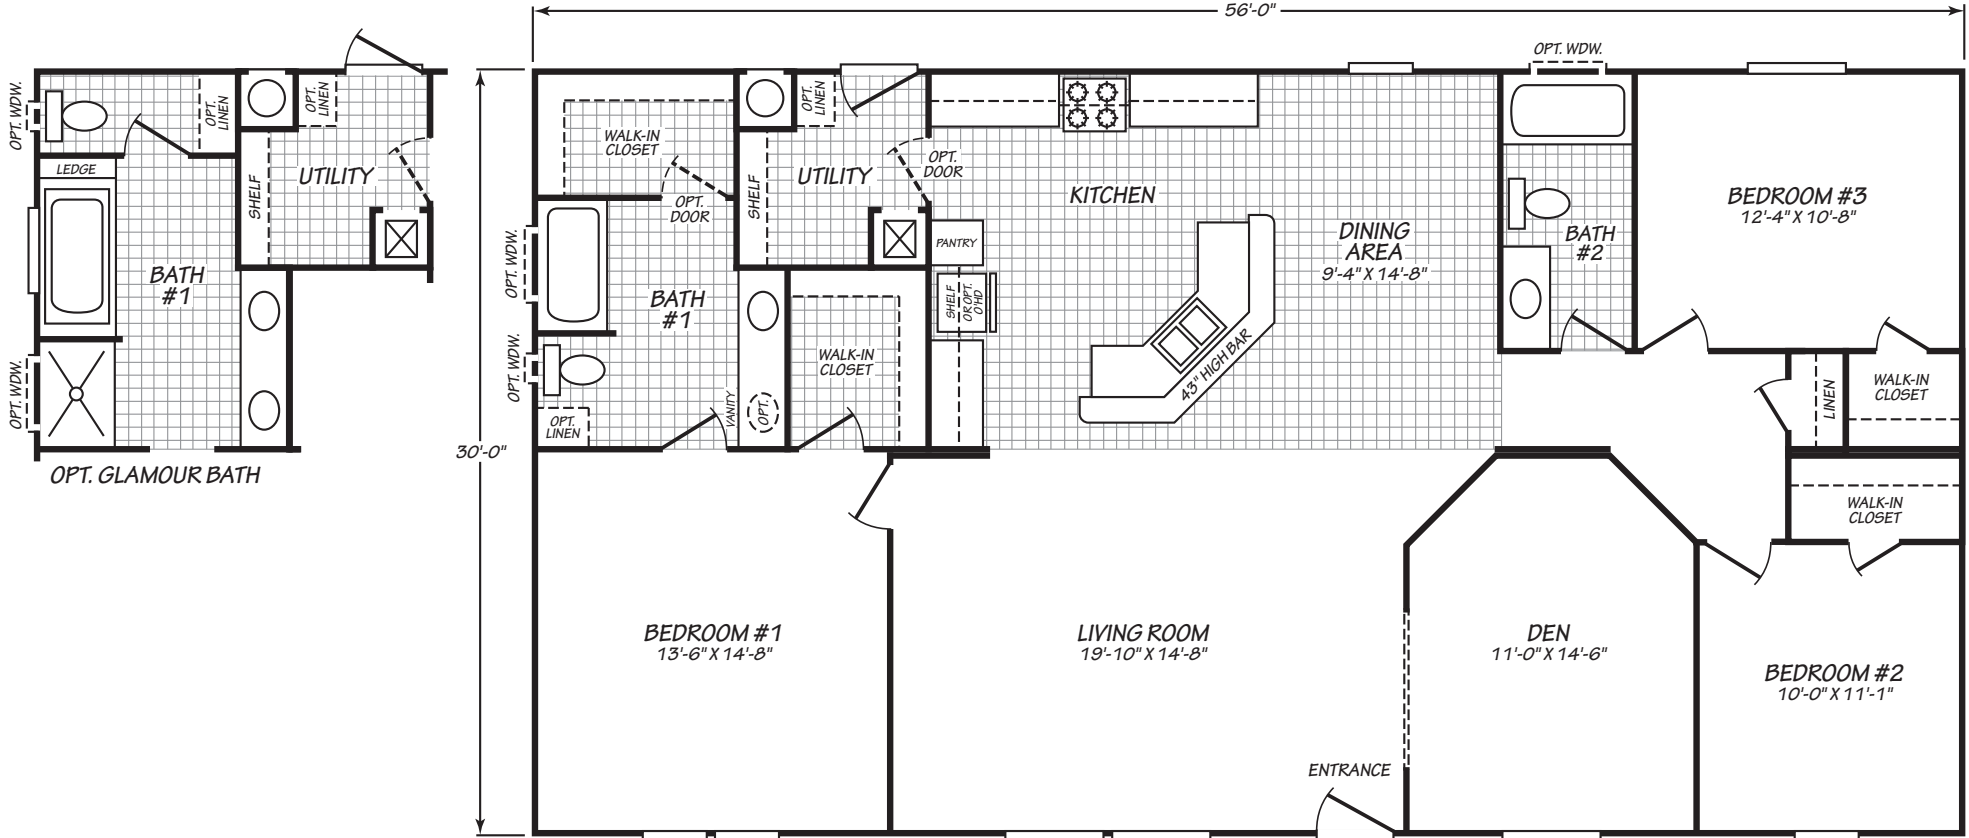 56'-0"
OPT. WDW.
OPT. WDW.
OPT.
LINEN
LEDGE
SHELF
OPT.
LINEN
UTILITY
BATH
#1
OPT. WDW.
OPT. GLAMOUR BATH
30'-0"
WALK-IN
CLOSET
OPT.
DOOR
OPT.
LINEN
SHELF
UTILITY
OPT.
DOOR
OPT. WDW.
BATH
#1
OPT. WDW.
OPT.
LINEN
VANITY
OPT.
WALK-IN
CLOSET
KITCHEN
PANTRY
SHELF
OR OPT.
O'HD
43" HIGH BAR
DINING
AREA
9'-4" X 14'-8"
BATH
#2
BEDROOM #3
12'-4" X 10'-8"
LINEN
WALK-IN
CLOSET
WALK-IN
CLOSET
BEDROOM #1
13'-6" X 14'-8"
LIVING ROOM
19'-10" X 14'-8"
DEN
11'-0" X 14'-6"
BEDROOM #2
10'-0" X 11'-1"
ENTRANCE